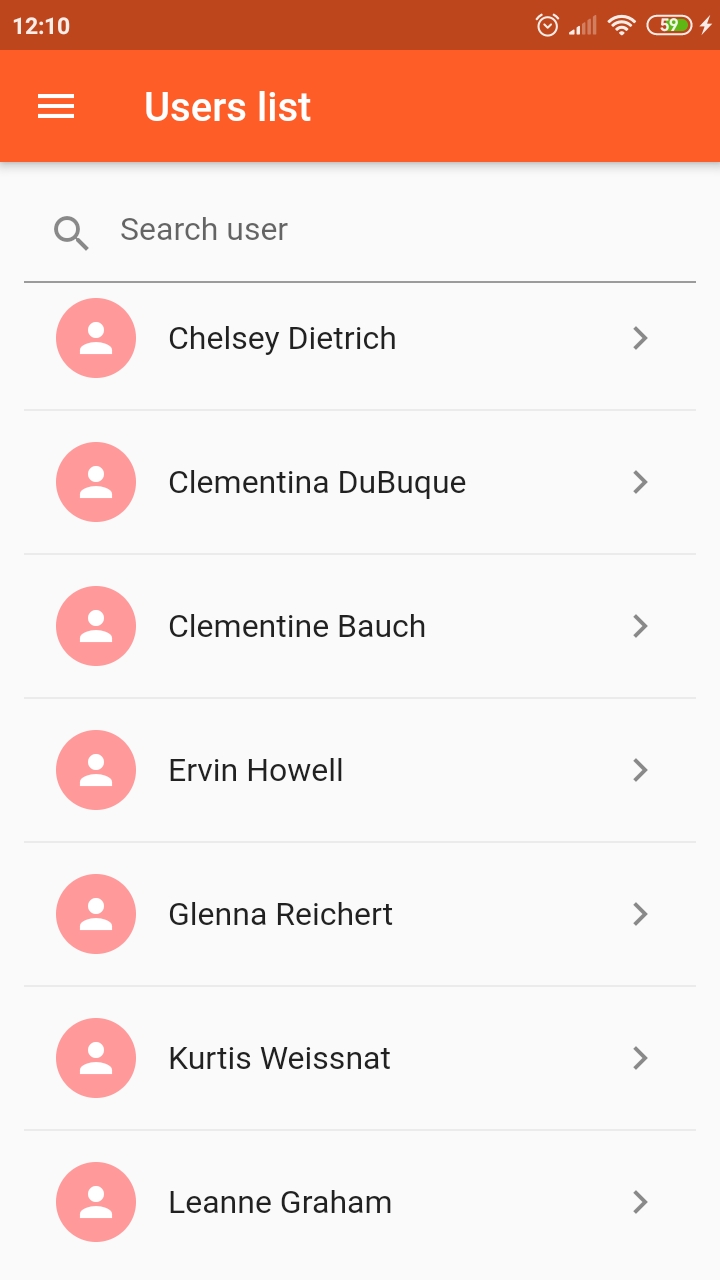 12:10
59
Users list
Search user
Chelsey Dietrich
Clementina DuBuque
Clementine Bauch
Ervin Howell
Glenna Reichert
Kurtis Weissnat
Leanne Graham